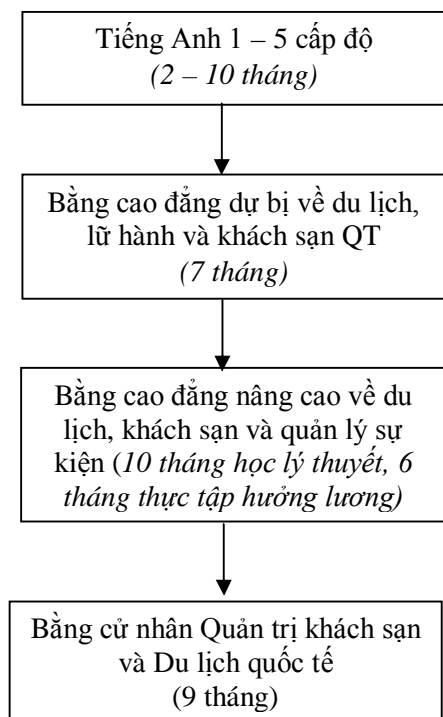 Tiếng Anh 1 – 5 cấp độ
(2 – 10 tháng)
Bằng cao đẳng dự bị về du lịch,
lữ hành và khách sạn QT
(7 tháng)
Bằng cao đẳng nâng cao về du
lịch, khách sạn và quản lý sự
kiện (10 tháng học lý thuyết, 6
tháng thực tập hưởng lương)
Bằng cử nhân Quản trị khách sạn
và Du lịch quốc tế
(9 tháng)